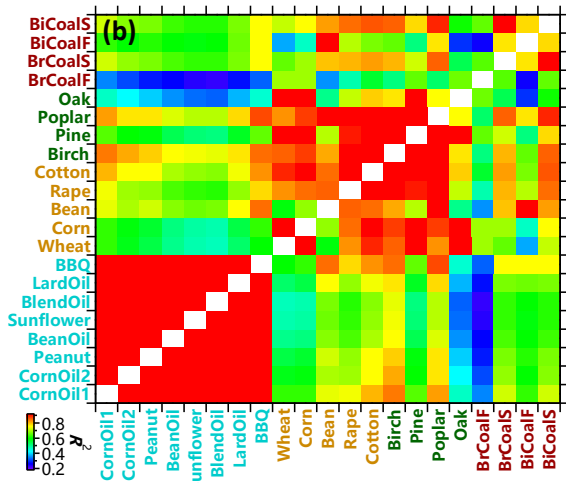 (b)
BiCoalS
BiCoalF
BrCoalS
BrCoalF
Oak
Poplar
Pine
Birch
Cotton
Rape
Bean
Corn
Wheat
BBQ
LardOil
BlendOil
Sunflower
BeanOil
Peanut
CornOil2
CornOil1
CornOil1
CornOil2
Peanut
BeanOil
unflower
BlendOil
LardOil
BBQ
Wheat
Corn
Bean
Rape
Cotton
Birch
Pine
Poplar
Oak
BrCoalF
BrCoalS
BiCoalF
BiCoalS
0.8
0.6
0.4
0.2
R²